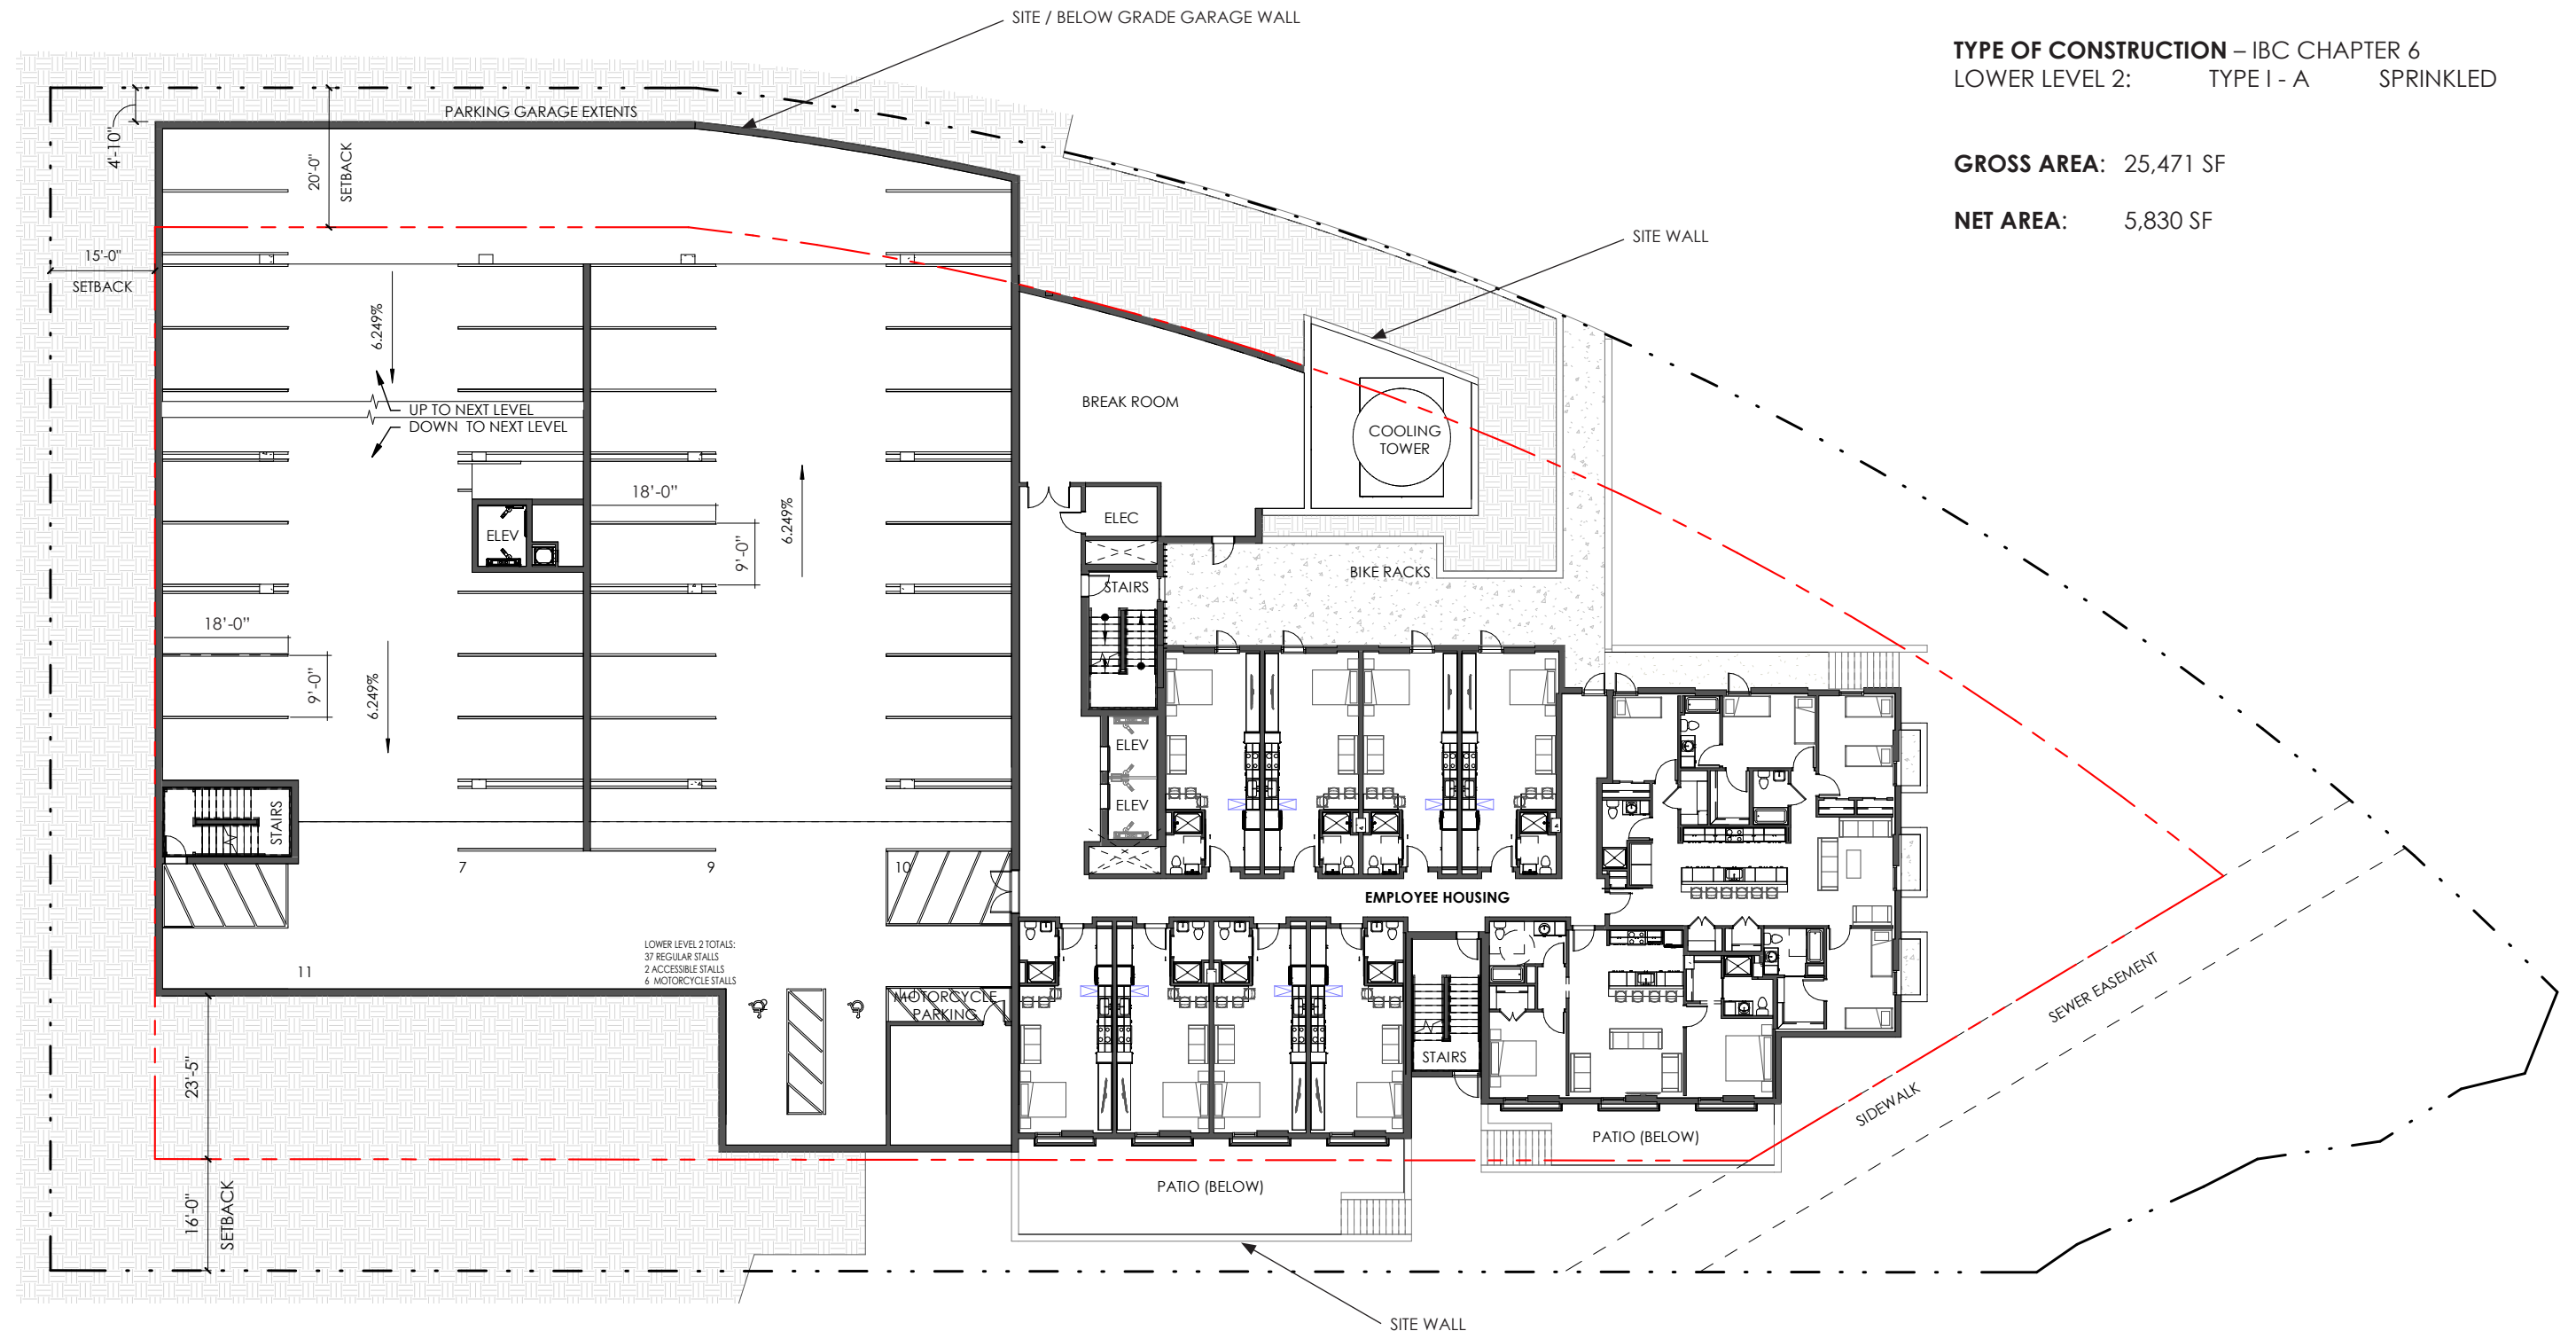 SITE / BELOW GRADE GARAGE WALL
TYPE OF CONSTRUCTION – IBC CHAPTER 6
LOWER LEVEL 2: TYPE I - A SPRINKLED
GROSS AREA: 25,471 SF
NET AREA: 5,830 SF
PARKING GARAGE EXTENTS
4'-10"
20'-0"
SETBACK
SITE WALL
15'-0"
SETBACK
6.249%
UP TO NEXT LEVEL
DOWN TO NEXT LEVEL
BREAK ROOM
COOLING
TOWER
18'-0"
ELEV
9'-0"
6.249%
ELEC
STAIRS
BIKE RACKS
18'-0"
9'-0"
6.249%
ELEV
ELEV
STAIRS
7
9
10
EMPLOYEE HOUSING
LOWER LEVEL 2 TOTALS:
37 REGULAR STALLS
2 ACCESSIBLE STALLS
6 MOTORCYCLE STALLS
11
MOTORCYCLE
PARKING
SEWER EASEMENT
23'-5"
STAIRS
SIDEWALK
PATIO (BELOW)
PATIO (BELOW)
16'-0"
SETBACK
SITE WALL